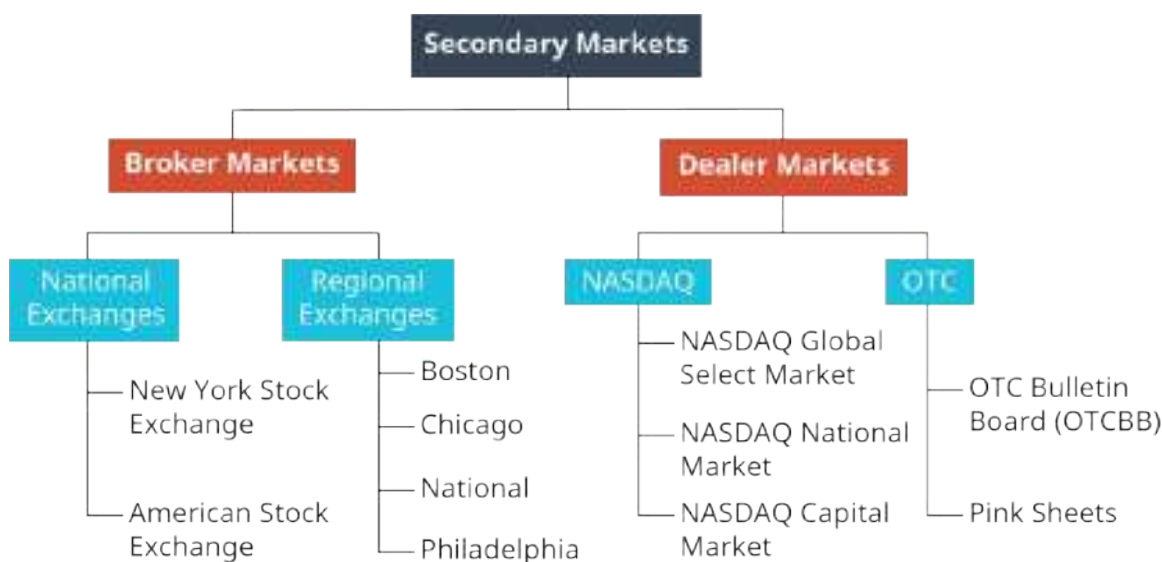 Secondary Markets
Broker Markets
Dealer Markets
National
Exchanges
Regional
Exchanges
NASDAQ
OTC
New York Stock
Exchange
American Stock
Exchange
Boston
Chicago
National
Philadelphia
NASDAQ Global
Select Market
NASDAQ National
Market
NASDAQ Capital
Market
OTC Bulletin
Board (OTCBB)
Pink Sheets